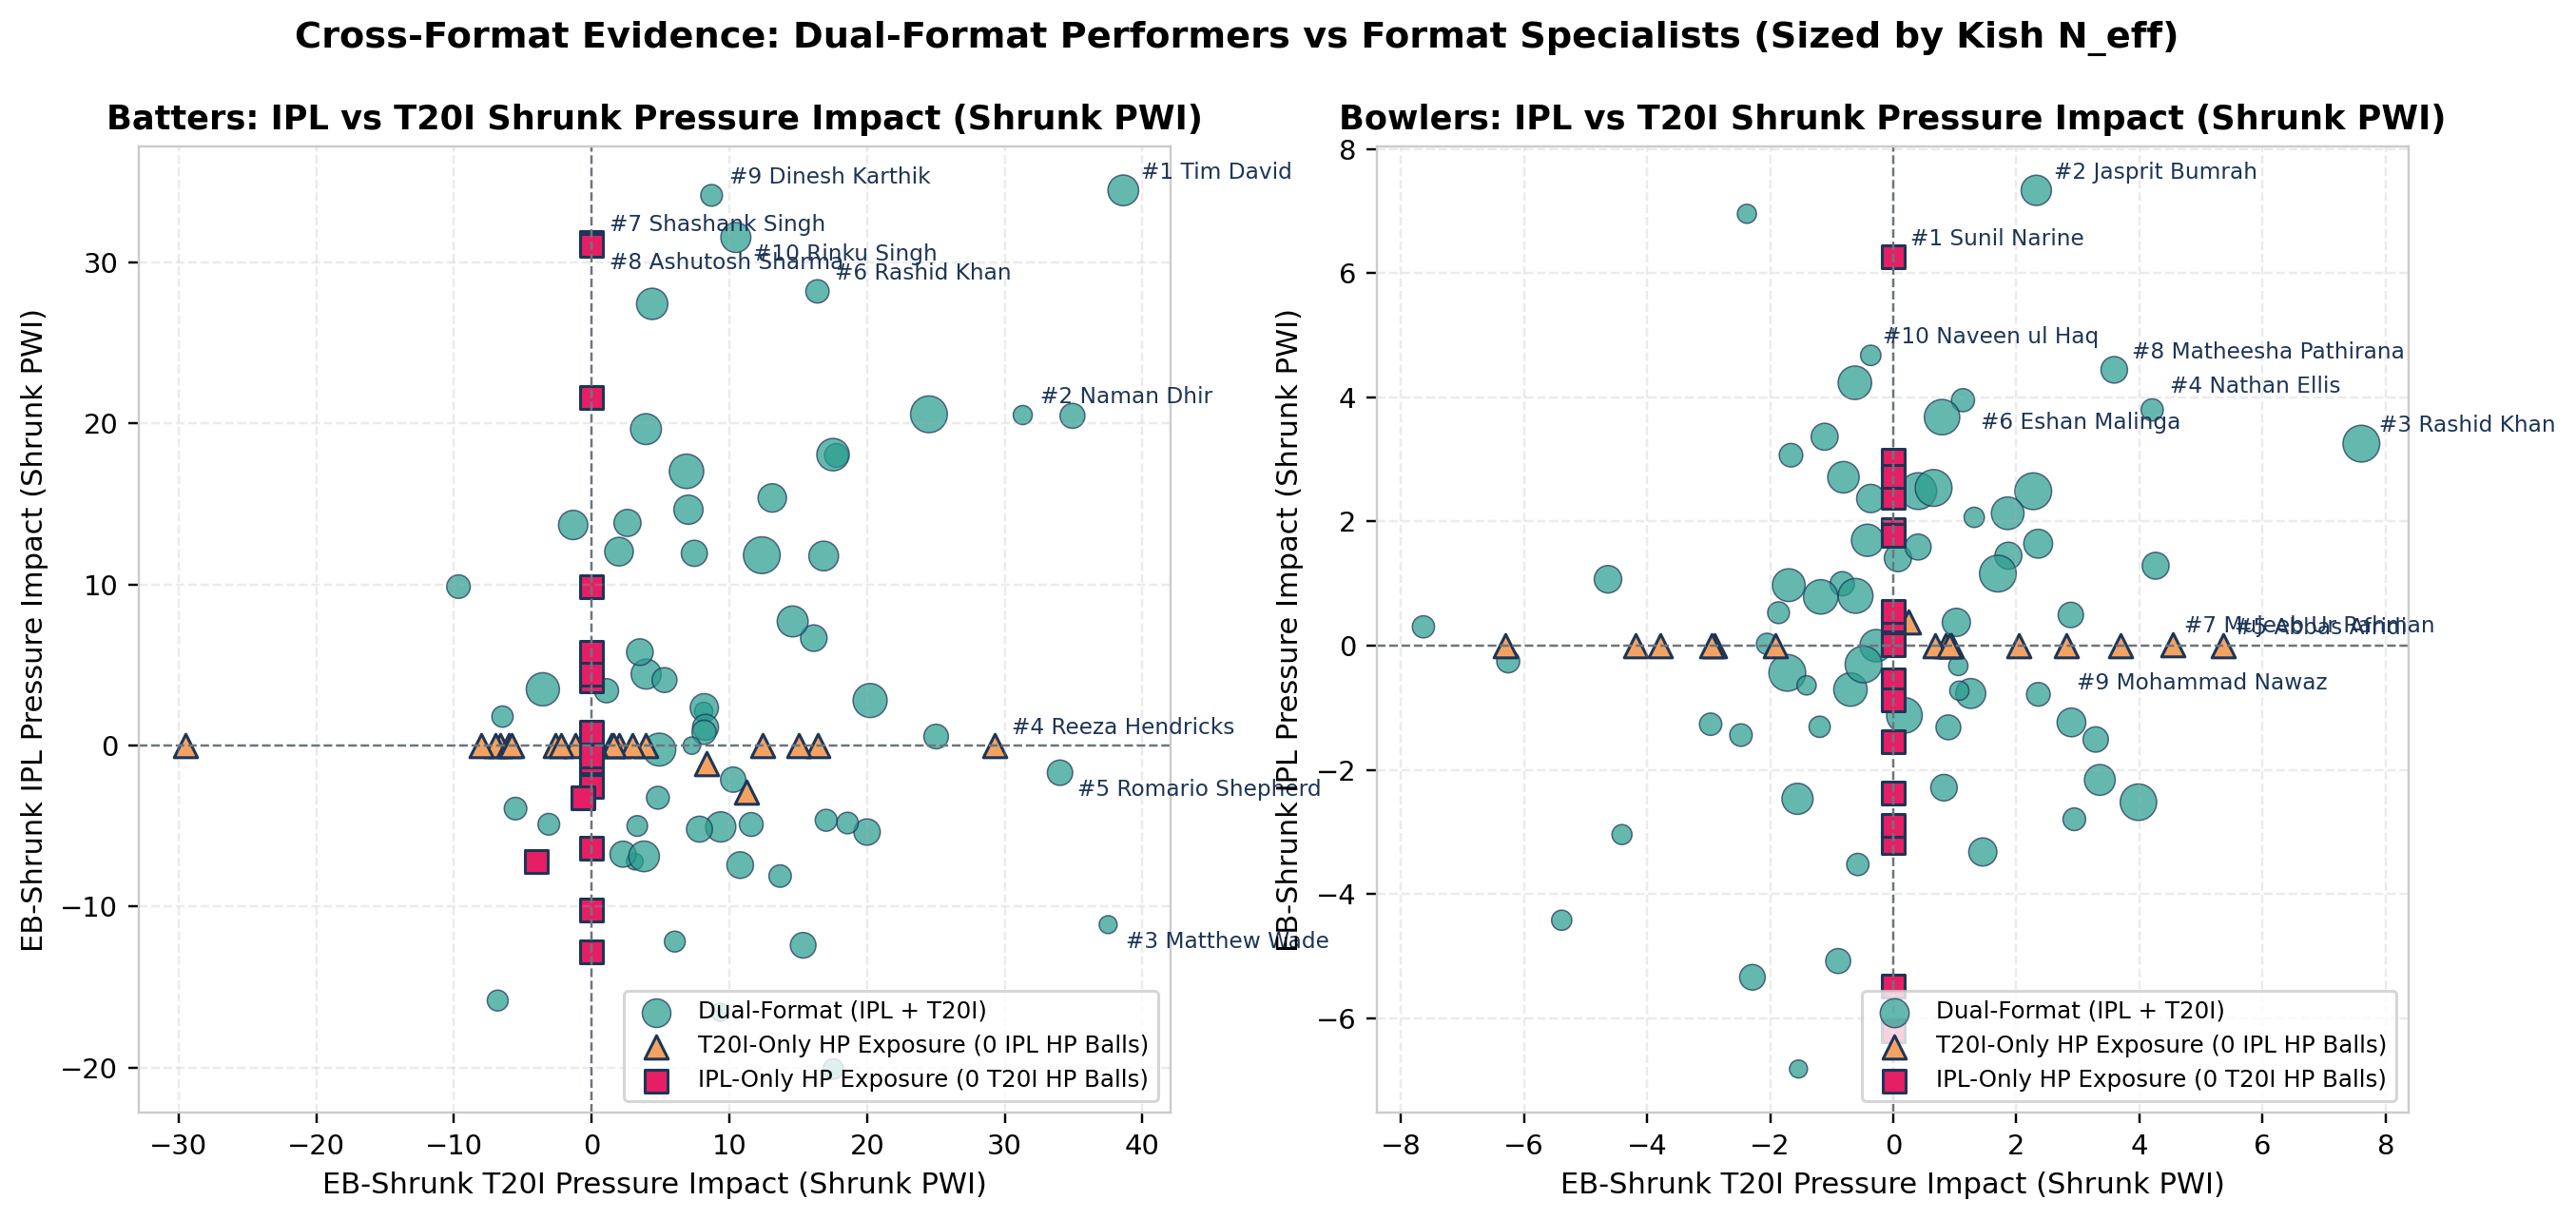 Cross-Format Evidence: Dual-Format Performers vs Format Specialists (Sized by Kish N_eff)
Batters: IPL vs T20I Shrunk Pressure Impact (Shrunk PWI)
EB-Shrunk IPL Pressure Impact (Shrunk PWI)
30
20
10
0
−10
−20
#9 Dinesh Karthik
#1 Tim David
#7 Shashank Singh
#10 Rinku Singh
#8 Ashutosh Sharma
#6 Rashid Khan
#2 Naman Dhir
#4 Reeza Hendricks
#5 Romario Shepherd
#3 Matthew Wade
Dual-Format (IPL + T20I)
T20I-Only HP Exposure (0 IPL HP Balls)
IPL-Only HP Exposure (0 T20I HP Balls)
−30
−20
−10
0
10
20
30
40
EB-Shrunk T20I Pressure Impact (Shrunk PWI)
Bowlers: IPL vs T20I Shrunk Pressure Impact (Shrunk PWI)
EB-Shrunk IPL Pressure Impact (Shrunk PWI)
8
6
4
2
0
−2
−4
−6
#2 Jasprit Bumrah
#1 Sunil Narine
#10 Naveen ul Haq
#8 Matheesha Pathirana
#4 Nathan Ellis
#6 Eshan Malinga
#3 Rashid Khan
#7 Mujeeb Ur Rahman
#5 Abbas Afridi
#9 Mohammad Nawaz
Dual-Format (IPL + T20I)
T20I-Only HP Exposure (0 IPL HP Balls)
IPL-Only HP Exposure (0 T20I HP Balls)
−8
−6
−4
−2
0
2
4
6
8
EB-Shrunk T20I Pressure Impact (Shrunk PWI)